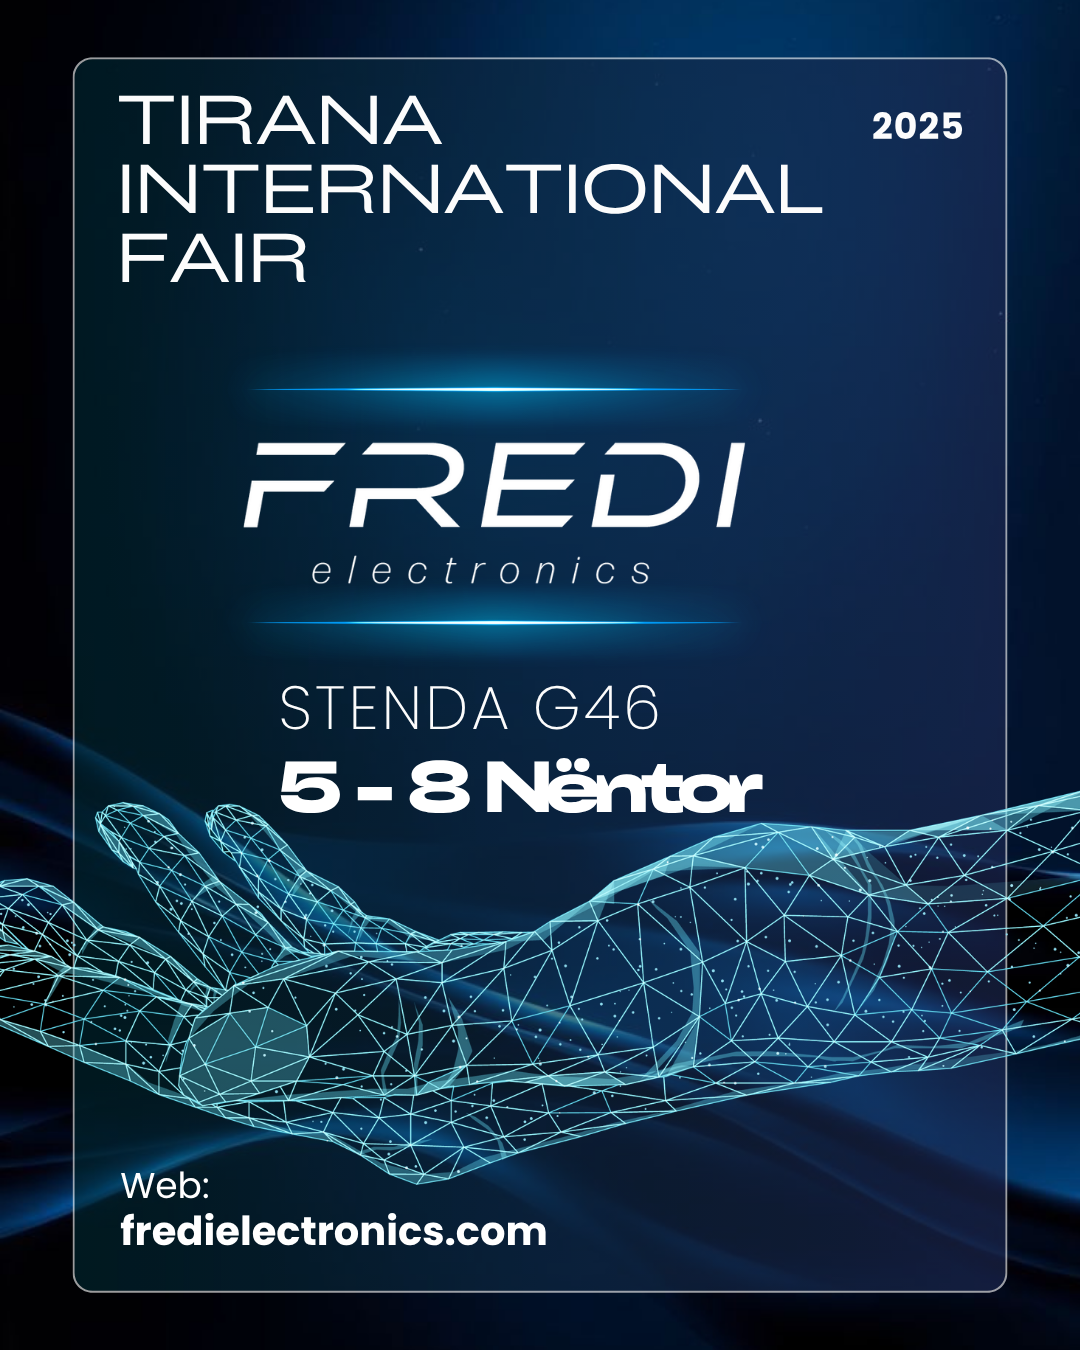 TIRANA
INTERNATIONAL
FAIR
2025
FREDI
electronics
STENDA G46
5 - 8 Nëntor
Web:
fredielectronics.com